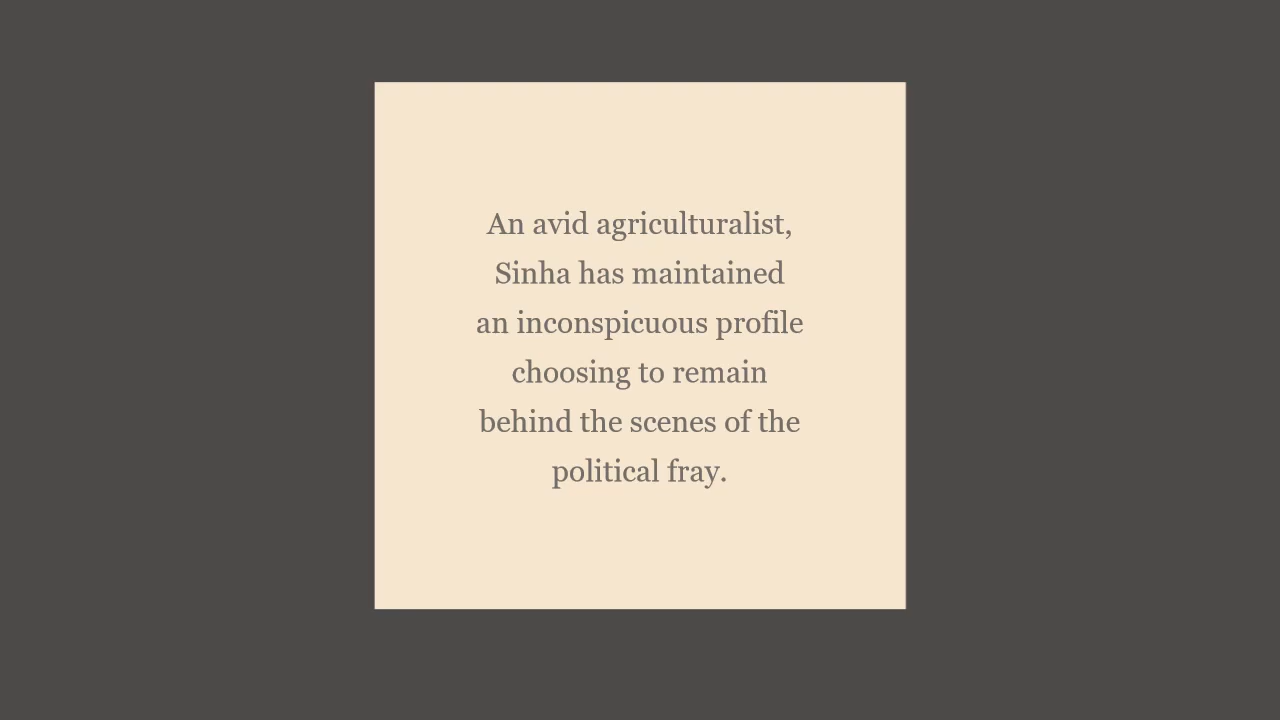 An avid agriculturalist,
Sinha has maintained
an inconspicuous profile
choosing to remain
behind the scenes of the
political fray.